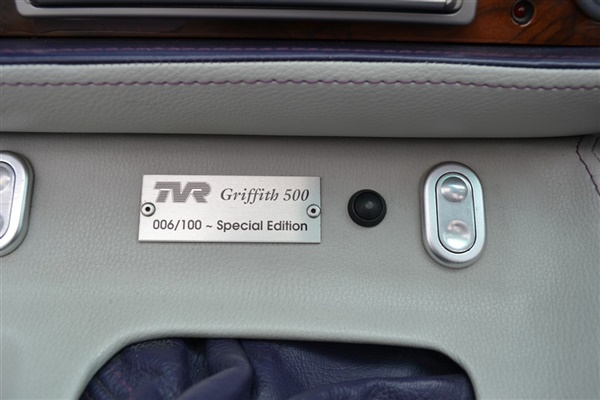 TVR Griffith 500
006/100 ~ Special Edition